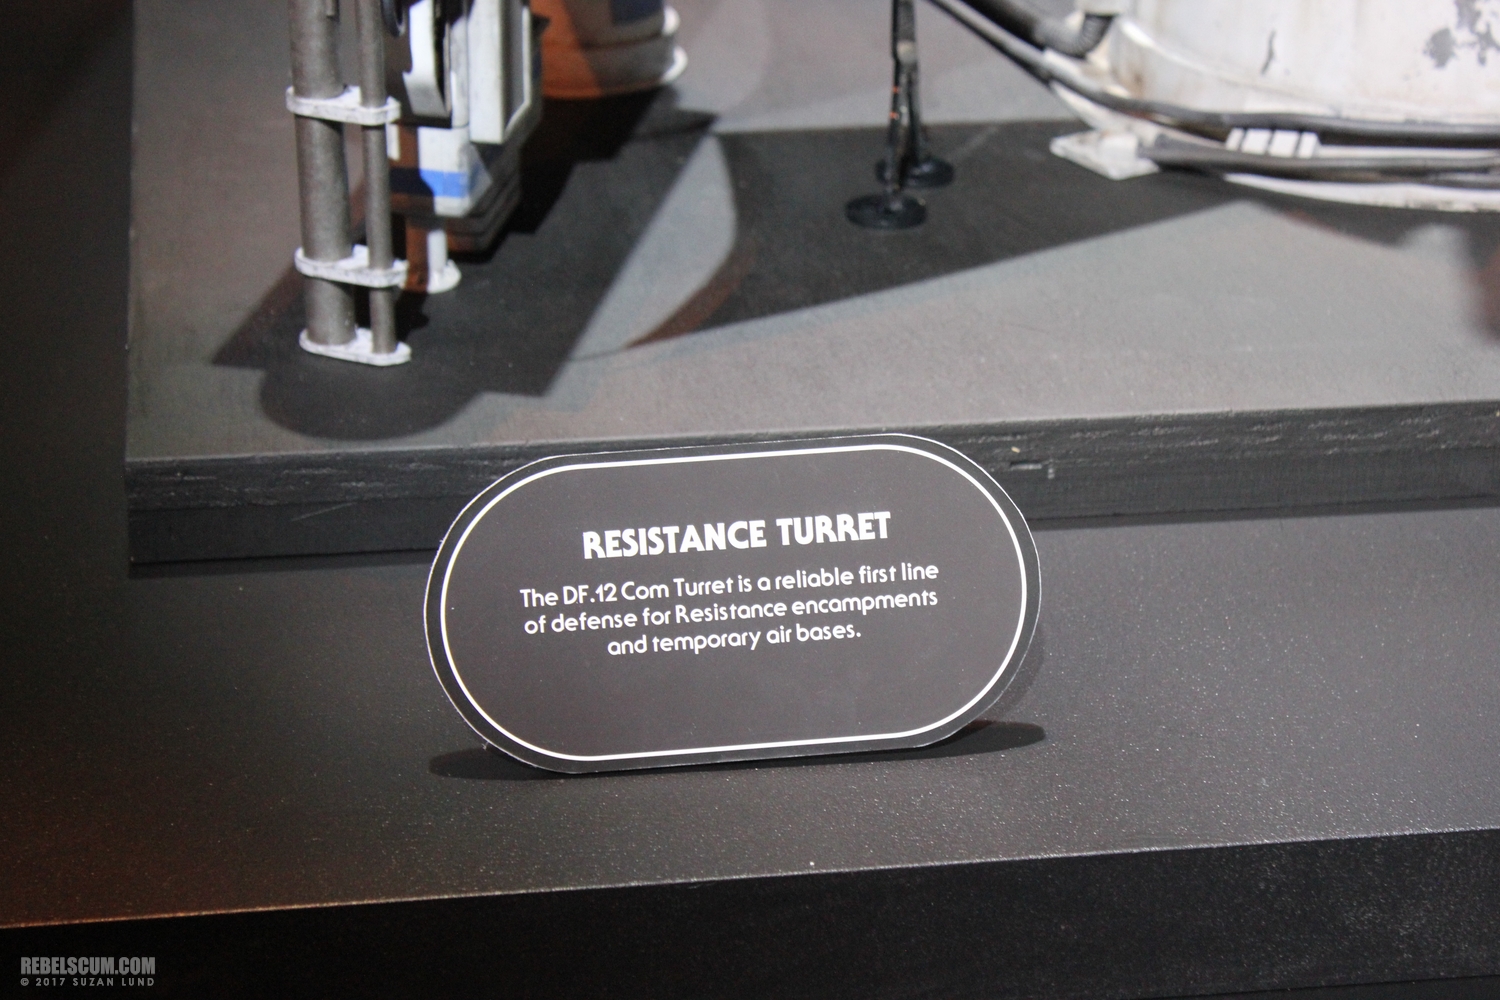 RESISTANCE TURRET
The DF.12 Com Turret is a reliable first line
of defense for Resistance encampments
and temporary air bases.
REBELSCUM.COM
© 2017 SUZAN LUND